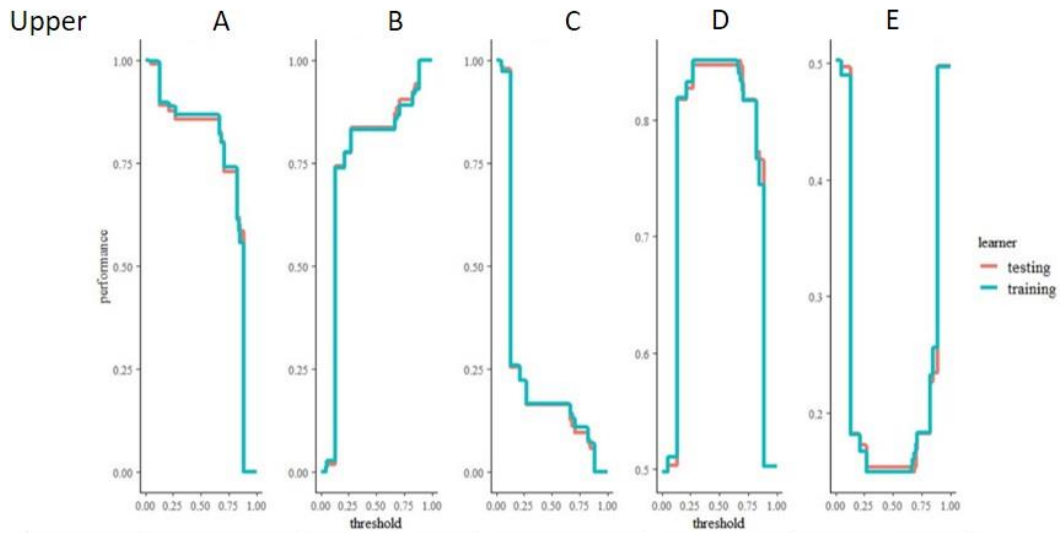 Upper A B C D E
1.00 1.00 1.00 0.5
0.8
0.75 0.75 0.75 0.4
0.7
performance 0.50 0.50 0.50 0.3
learner
testing
training
0.6
0.25 0.25 0.25 0.2
0.00 0.00 0.00 0.5
0.00 0.25 0.50 0.75 1.00 0.00 0.25 0.50 0.75 1.00 0.00 0.25 0.50 0.75 1.00 0.00 0.25 0.50 0.75 1.00 0.00 0.25 0.50 0.75 1.00
threshold threshold